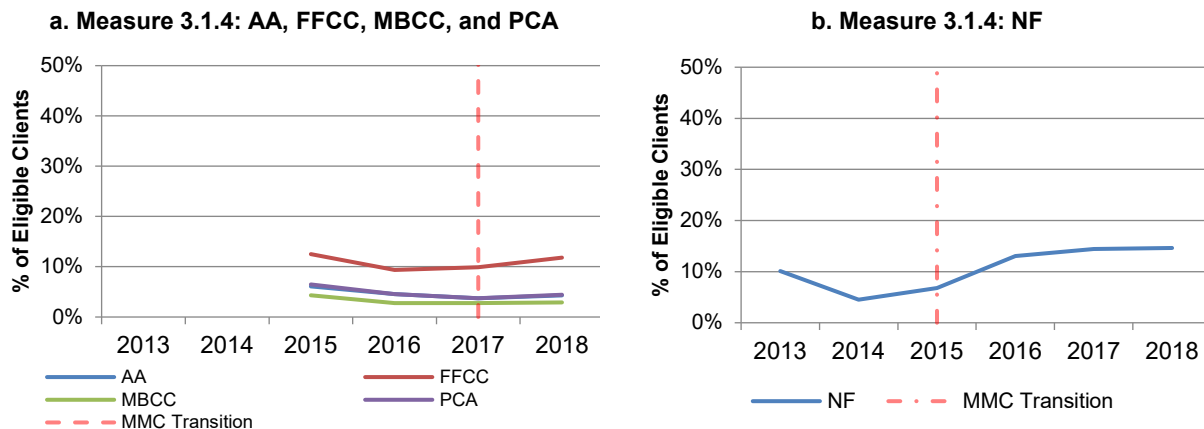 a. Measure 3.1.4: AA, FFCC, MBCC, and PCA
% of Eligible Clients
50%
40%
30%
20%
10%
0%
2013 2014 2015 2016 2017 2018
AA FFCC
MBCC PCA
MMC Transition
b. Measure 3.1.4: NF
% of Eligible Clients
50%
40%
30%
20%
10%
0%
2013 2014 2015 2016 2017 2018
NF MMC Transition